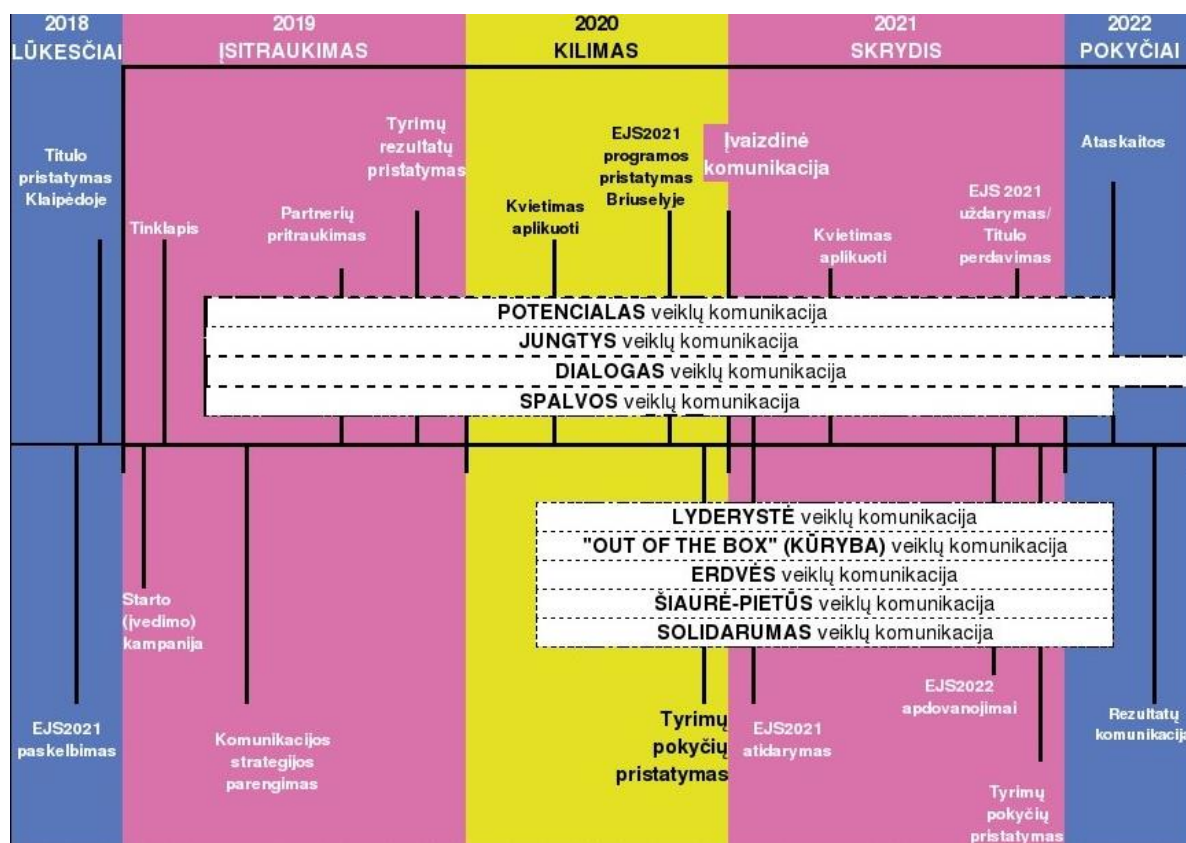 2018
LŪKESČIAI
2019
ĮSITRAUKIMAS
2020
KILIMAS
2021
SKRYDIS
2022
POKYČIAI
Titulo
pristatymas
Klaipėdoje
Tinklapis
Partnerių
pritraukimas
Tyrimų
rezultatų
pristatymas
Kvietimas
aplikuoti
EJS2021
programos
pristatymas
Briuselyje
Įvaizdinė
komunikacija
Kvietimas
aplikuoti
EJS 2021
uždarymas/
Titulo
perdavimas
Ataskaitos
POTENCIALAS veiklų komunikacija
JUNGTYS veiklų komunikacija
DIALOGAS veiklų komunikacija
SPALVOS veiklų komunikacija
LYDERYSTĖ veiklų komunikacija
"OUT OF THE BOX" (KŪRYBA) veiklų komunikacija
ERDVĖS veiklų komunikacija
ŠIAURĖ-PIETŪS veiklų komunikacija
SOLIDARUMAS veiklų komunikacija
EJS2021
paskelbimas
Starto
(įvedimo)
kampanija
Komunikacijos
strategijos
parengimas
Tyrimų
pokyčių
pristatymas
EJS2021
atidarymas
EJS2022
apdovanojimai
Tyrimų
pokyčių
pristatymas
Rezultatų
komunikacija